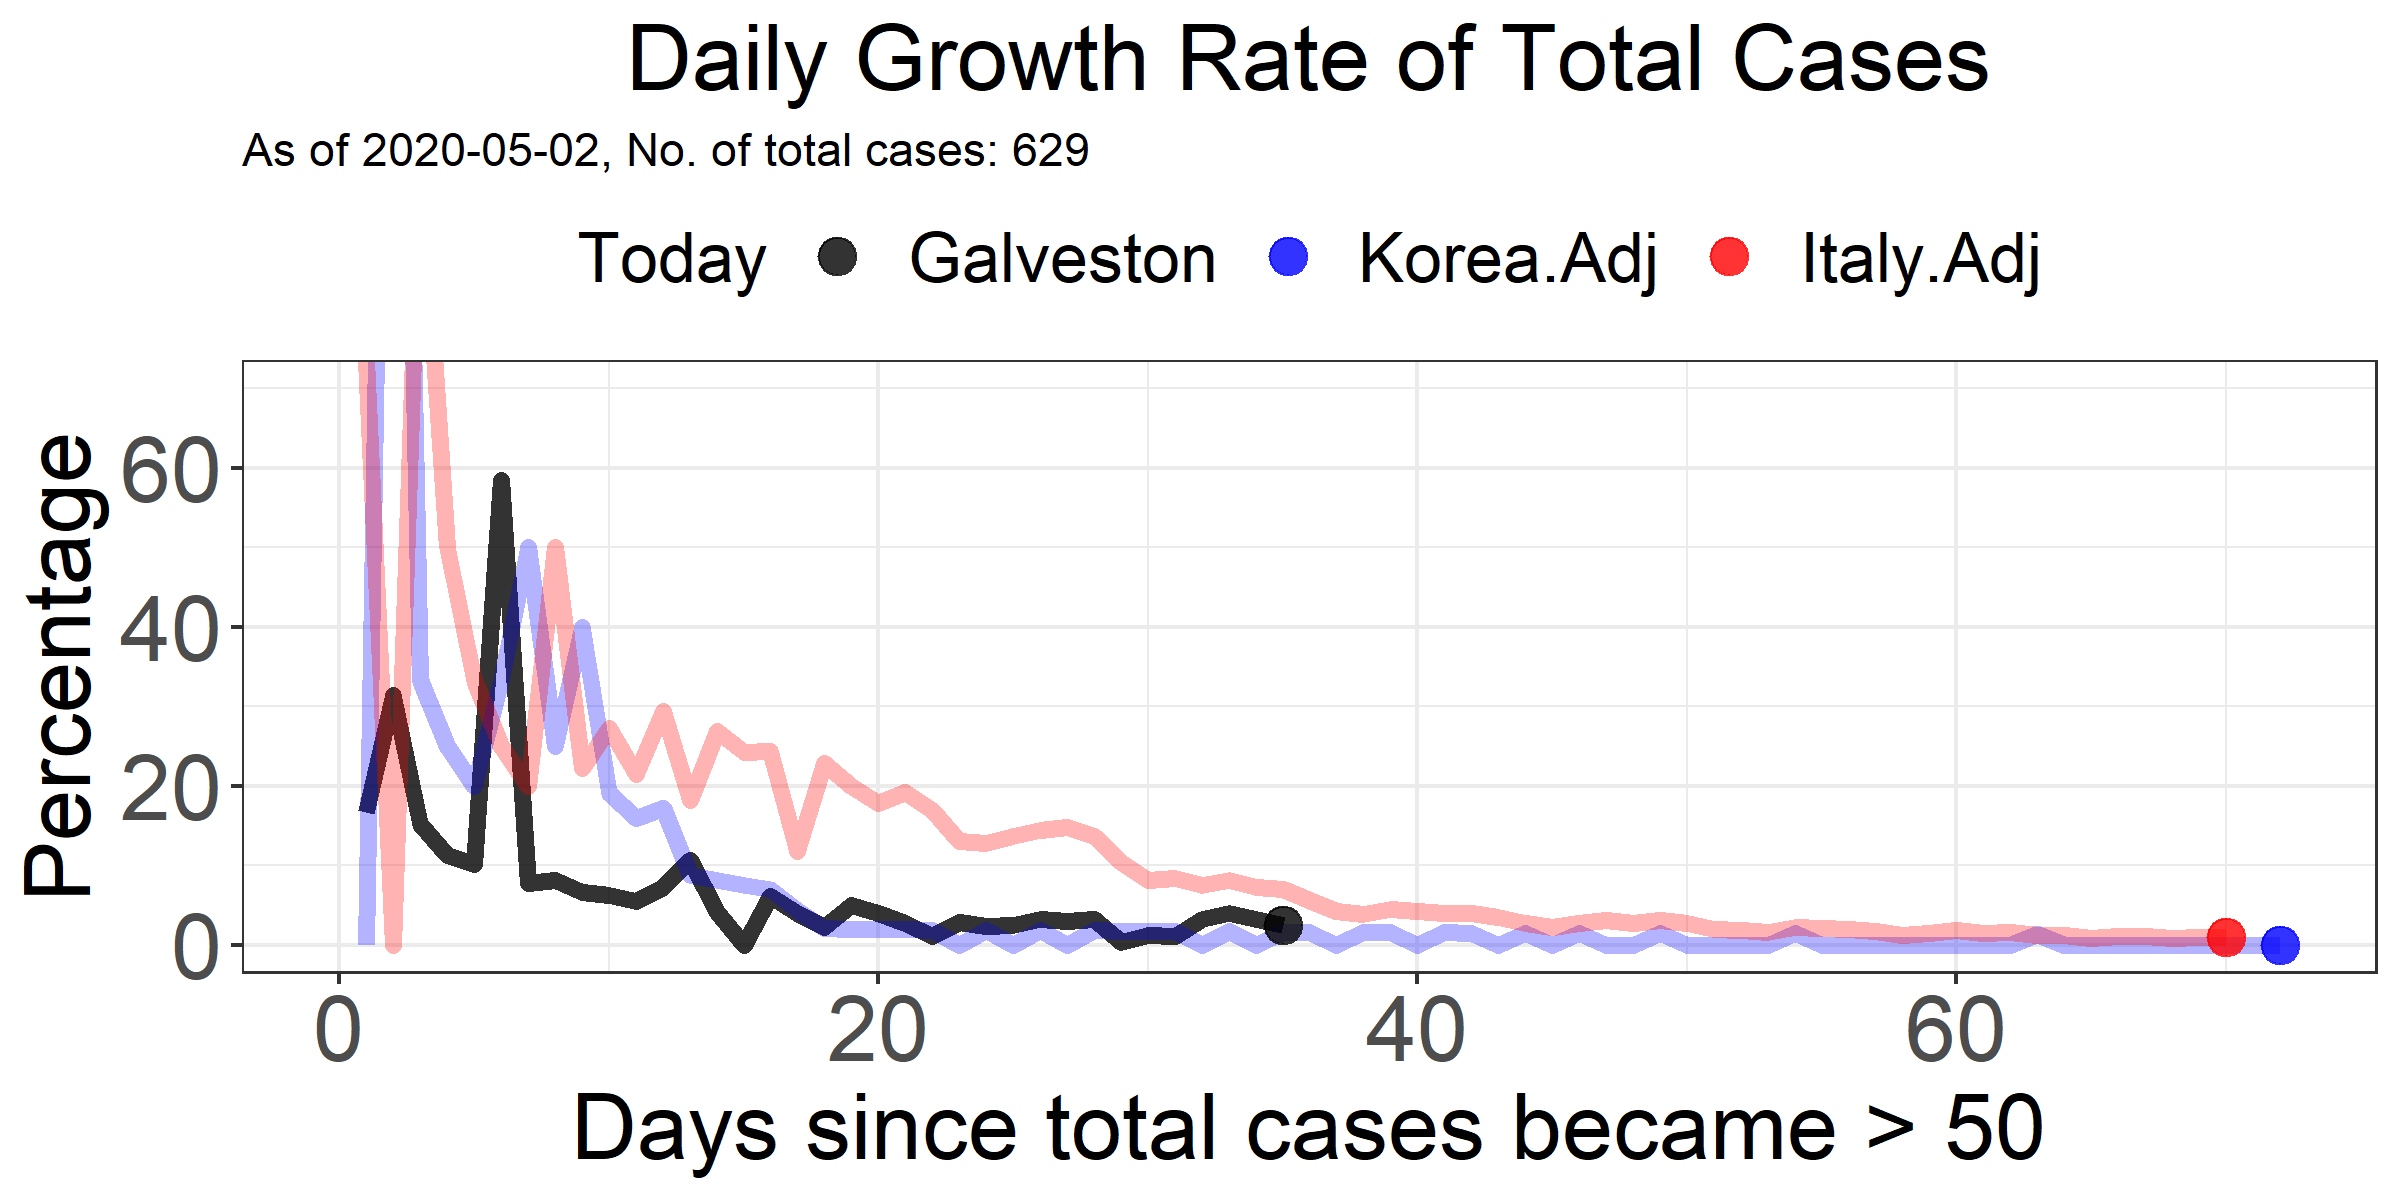 Daily Growth Rate of Total Cases
As of 2020-05-02, No. of total cases: 629
Today Galveston Korea.Adj Italy.Adj
Percentage
60
40
20
0
0 20 40 60
Days since total cases became > 50